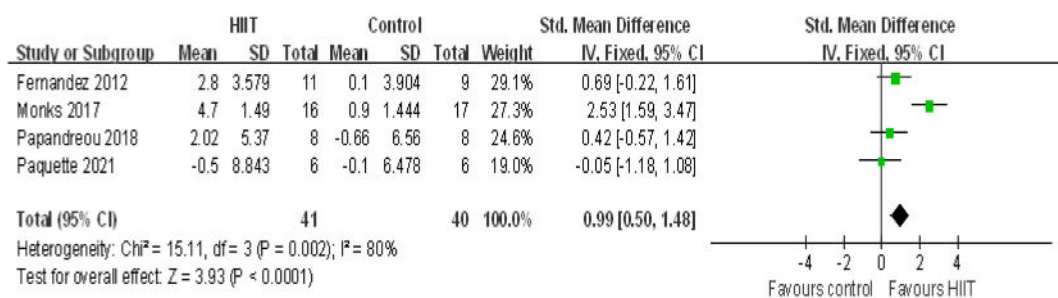 HIIT Control Std. Mean Difference Std. Mean Difference
Study or Subgroup Mean SD Total Mean SD Total Weight IV, Fixed, 95% CI IV, Fixed, 95% CI
Fernandez 2012 2.8 3.579 11 0.1 3.904 9 29.1% 0.69 [-0.22, 1.61]
Monks 2017 4.7 1.49 16 0.9 1.444 17 27.3% 2.53 [1.59, 3.47]
Papandreou 2018 2.02 5.37 8 -0.66 6.56 8 24.6% 0.42 [-0.57, 1.42]
Paquette 2021 -0.5 8.843 6 -0.1 6.478 6 19.0% -0.05 [-1.18, 1.08]
Total (95% CI) 41 40 100.0% 0.99 [0.50, 1.48]
Heterogeneity: Chi² = 15.11, df = 3 (P = 0.002); I² = 80%
Test for overall effect: Z = 3.93 (P < 0.0001)
-4 -2 0 2 4
Favours control Favours HIIT